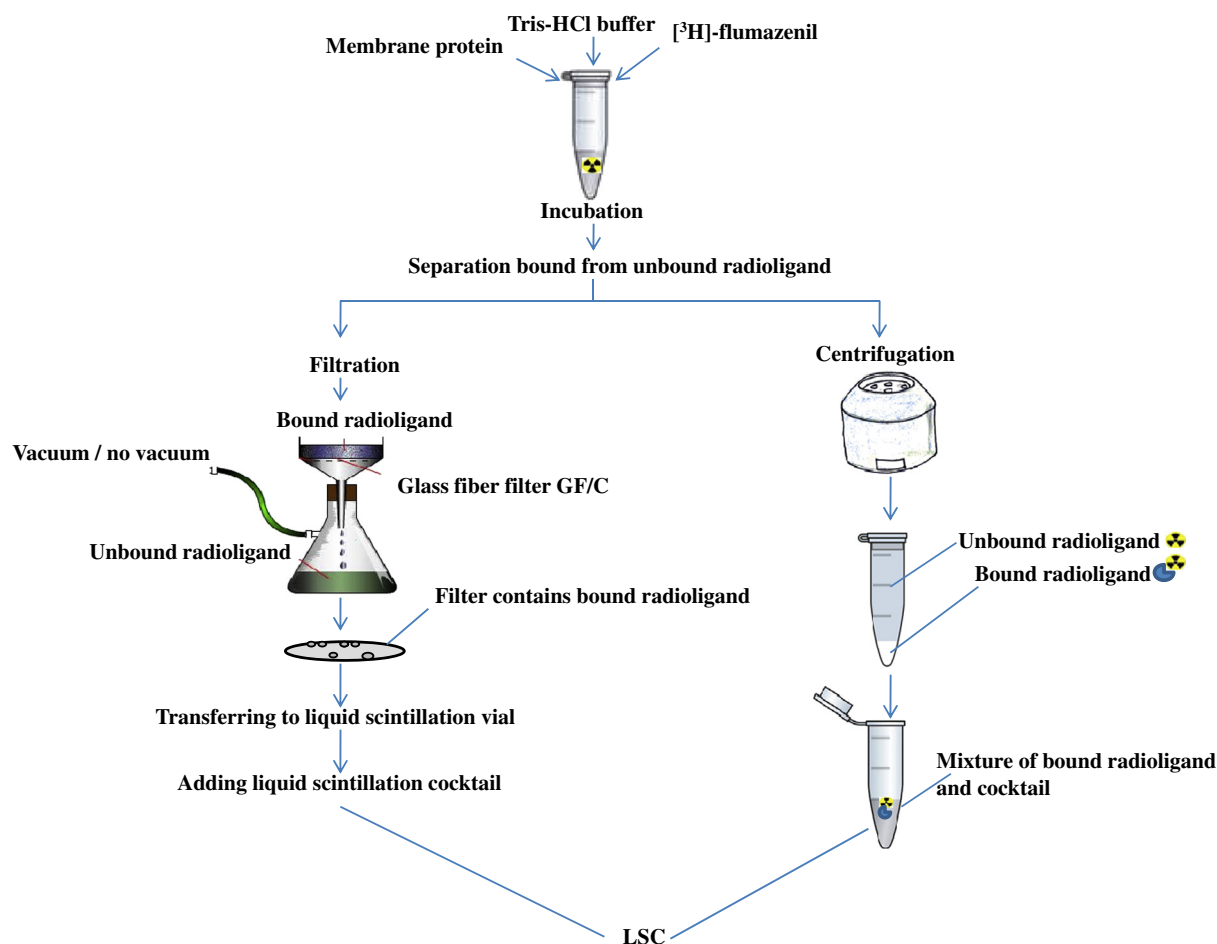 Tris-HCl buffer
Membrane protein
[³H]-flumazenil
Incubation
Separation bound from unbound radioligand
Filtration
Bound radioligand
Vacuum / no vacuum
Glass fiber filter GF/C
Unbound radioligand
Filter contains bound radioligand
Transferring to liquid scintillation vial
Adding liquid scintillation cocktail
Centrifugation
Unbound radioligand
Bound radioligand
Mixture of bound radioligand
and cocktail
LSC